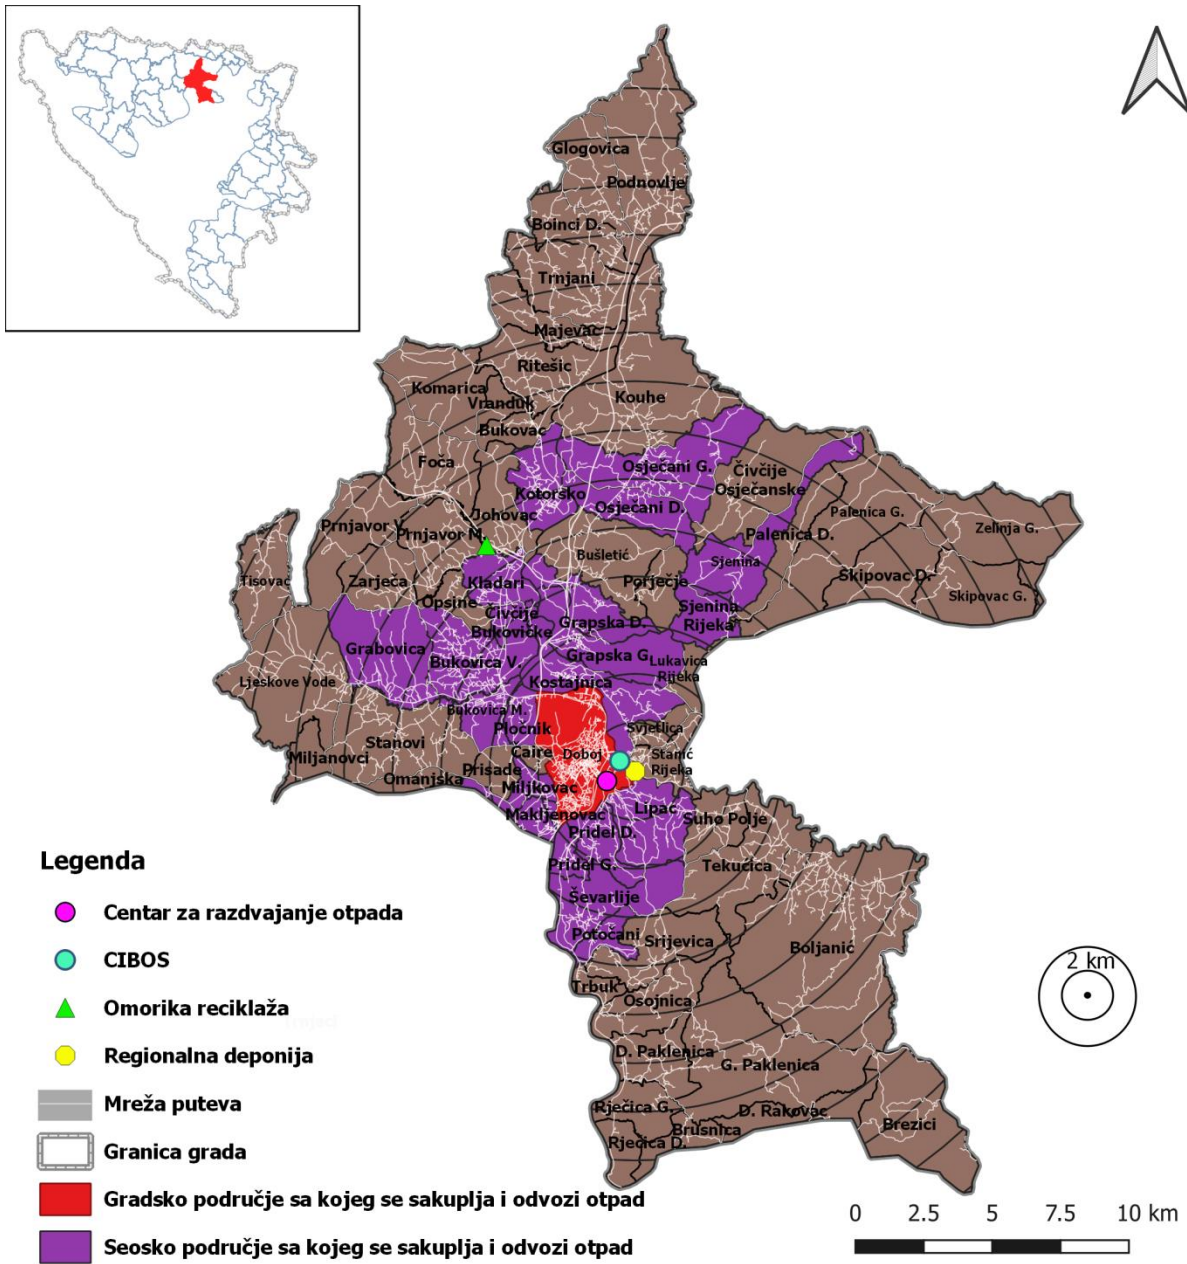 Glogovica
Podnovlje
Boinci D.
Trnjani
Majevac
Ritešic
Komarica
Kouhe
Vranduk
Bukovac
Foča
Osječani G.
Čivčije
Osječanske
Kotorsko
Osječani D.
Palenica G.
Johovac
Prnjavor V.
Prnjavor M.
Zelinja G.
Palenica D.
Bušletić
Sjenina
Tisovac
Zarječa
Kladari
Porječje
Skipovac D.
Skipovac G.
Opsine
Čivčije
Sjenina
Rijeka
Bukovičke
Grapska D.
Grabovica
Bukovica V.
Grapska G.
Lukavica
Rijeka
Ljeskove Vode
Kostajnica
Bukovica M.
Pločnik
Svjetlica
Stanovi
Miljanovci
Caire
Doboj
Stanić
Rijeka
Omanjska
Prisade
Miljkovac
Makljenovac
Lipac
Suho Polje
Pridel D.
Pridel G.
Tekućica
Ševarlije
Potočani
Srijevica
Boljanić
Trbuk
Osojnica
D. Paklenica
G. Paklenica
Rječica G.
D. Rakovac
Brusnica
Rječica D.
Brezici
Legenda
Centar za razdvajanje otpada
CIBOS
Omorika reciklaža
Regionalna deponija
Mreža puteva
Granica grada
Gradsko područje sa kojeg se sakuplja i odvozi otpad
Seosko područje sa kojeg se sakuplja i odvozi otpad
2 km
0 2.5 5 7.5 10 km